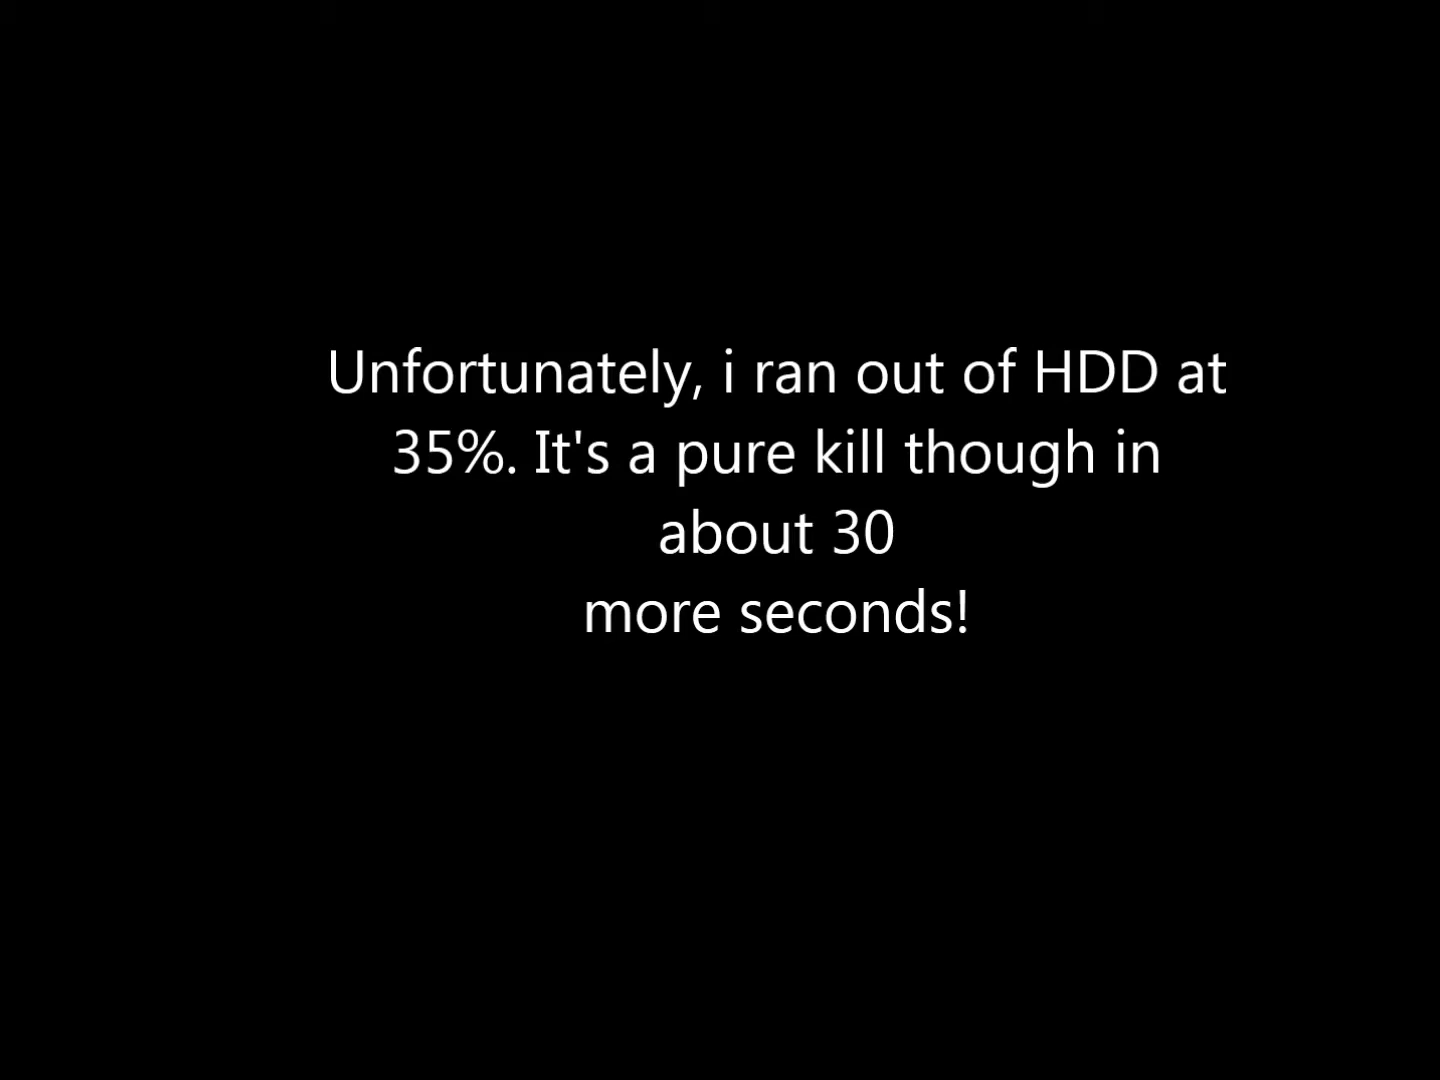 Unfortunately, i ran out of HDD at
35%. It's a pure kill though in
about 30
more seconds!